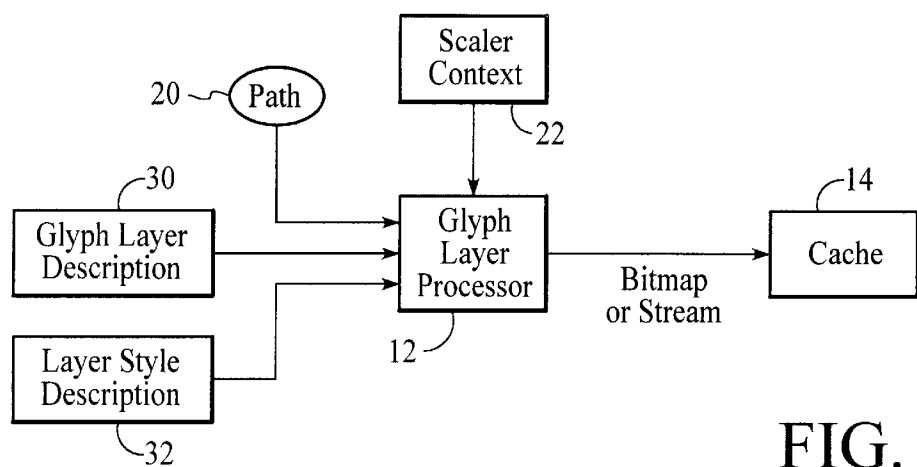 Scaler
Context
22
20
Path
30
Glyph Layer
Description
Glyph
Layer
Processor
12
14
Cache
Bitmap
or Stream
Layer Style
Description
32
FIG.